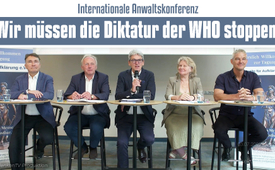 Internationale Anwaltskonferenz
Wir müssen die Diktatur der WHO stoppen